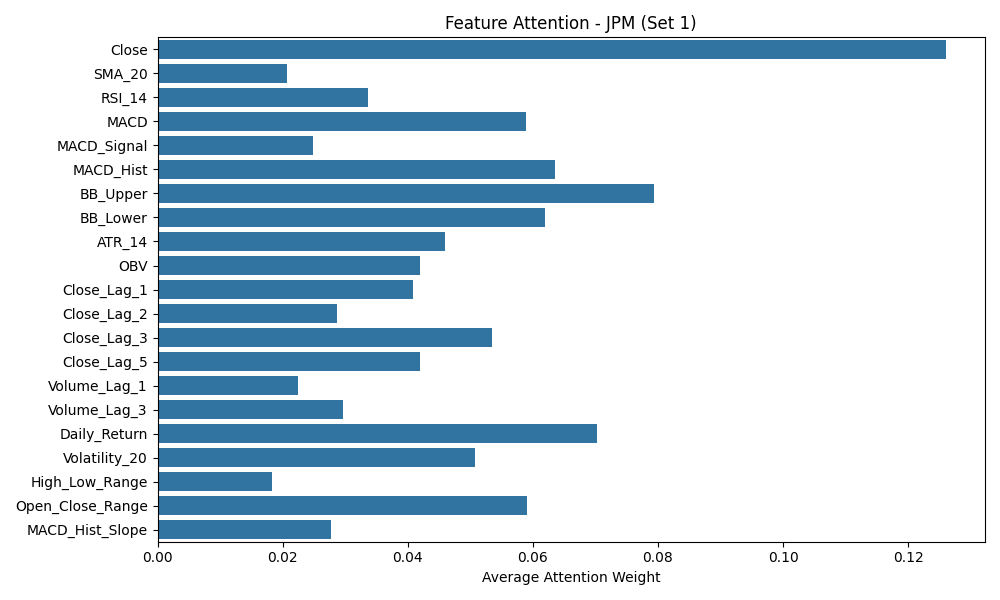 Feature Attention - JPM (Set 1)
Close
SMA_20
RSI_14
MACD
MACD_Signal
MACD_Hist
BB_Upper
BB_Lower
ATR_14
OBV
Close_Lag_1
Close_Lag_2
Close_Lag_3
Close_Lag_5
Volume_Lag_1
Volume_Lag_3
Daily_Return
Volatility_20
High_Low_Range
Open_Close_Range
MACD_Hist_Slope
0.00 0.02 0.04 0.06 0.08 0.10 0.12
Average Attention Weight